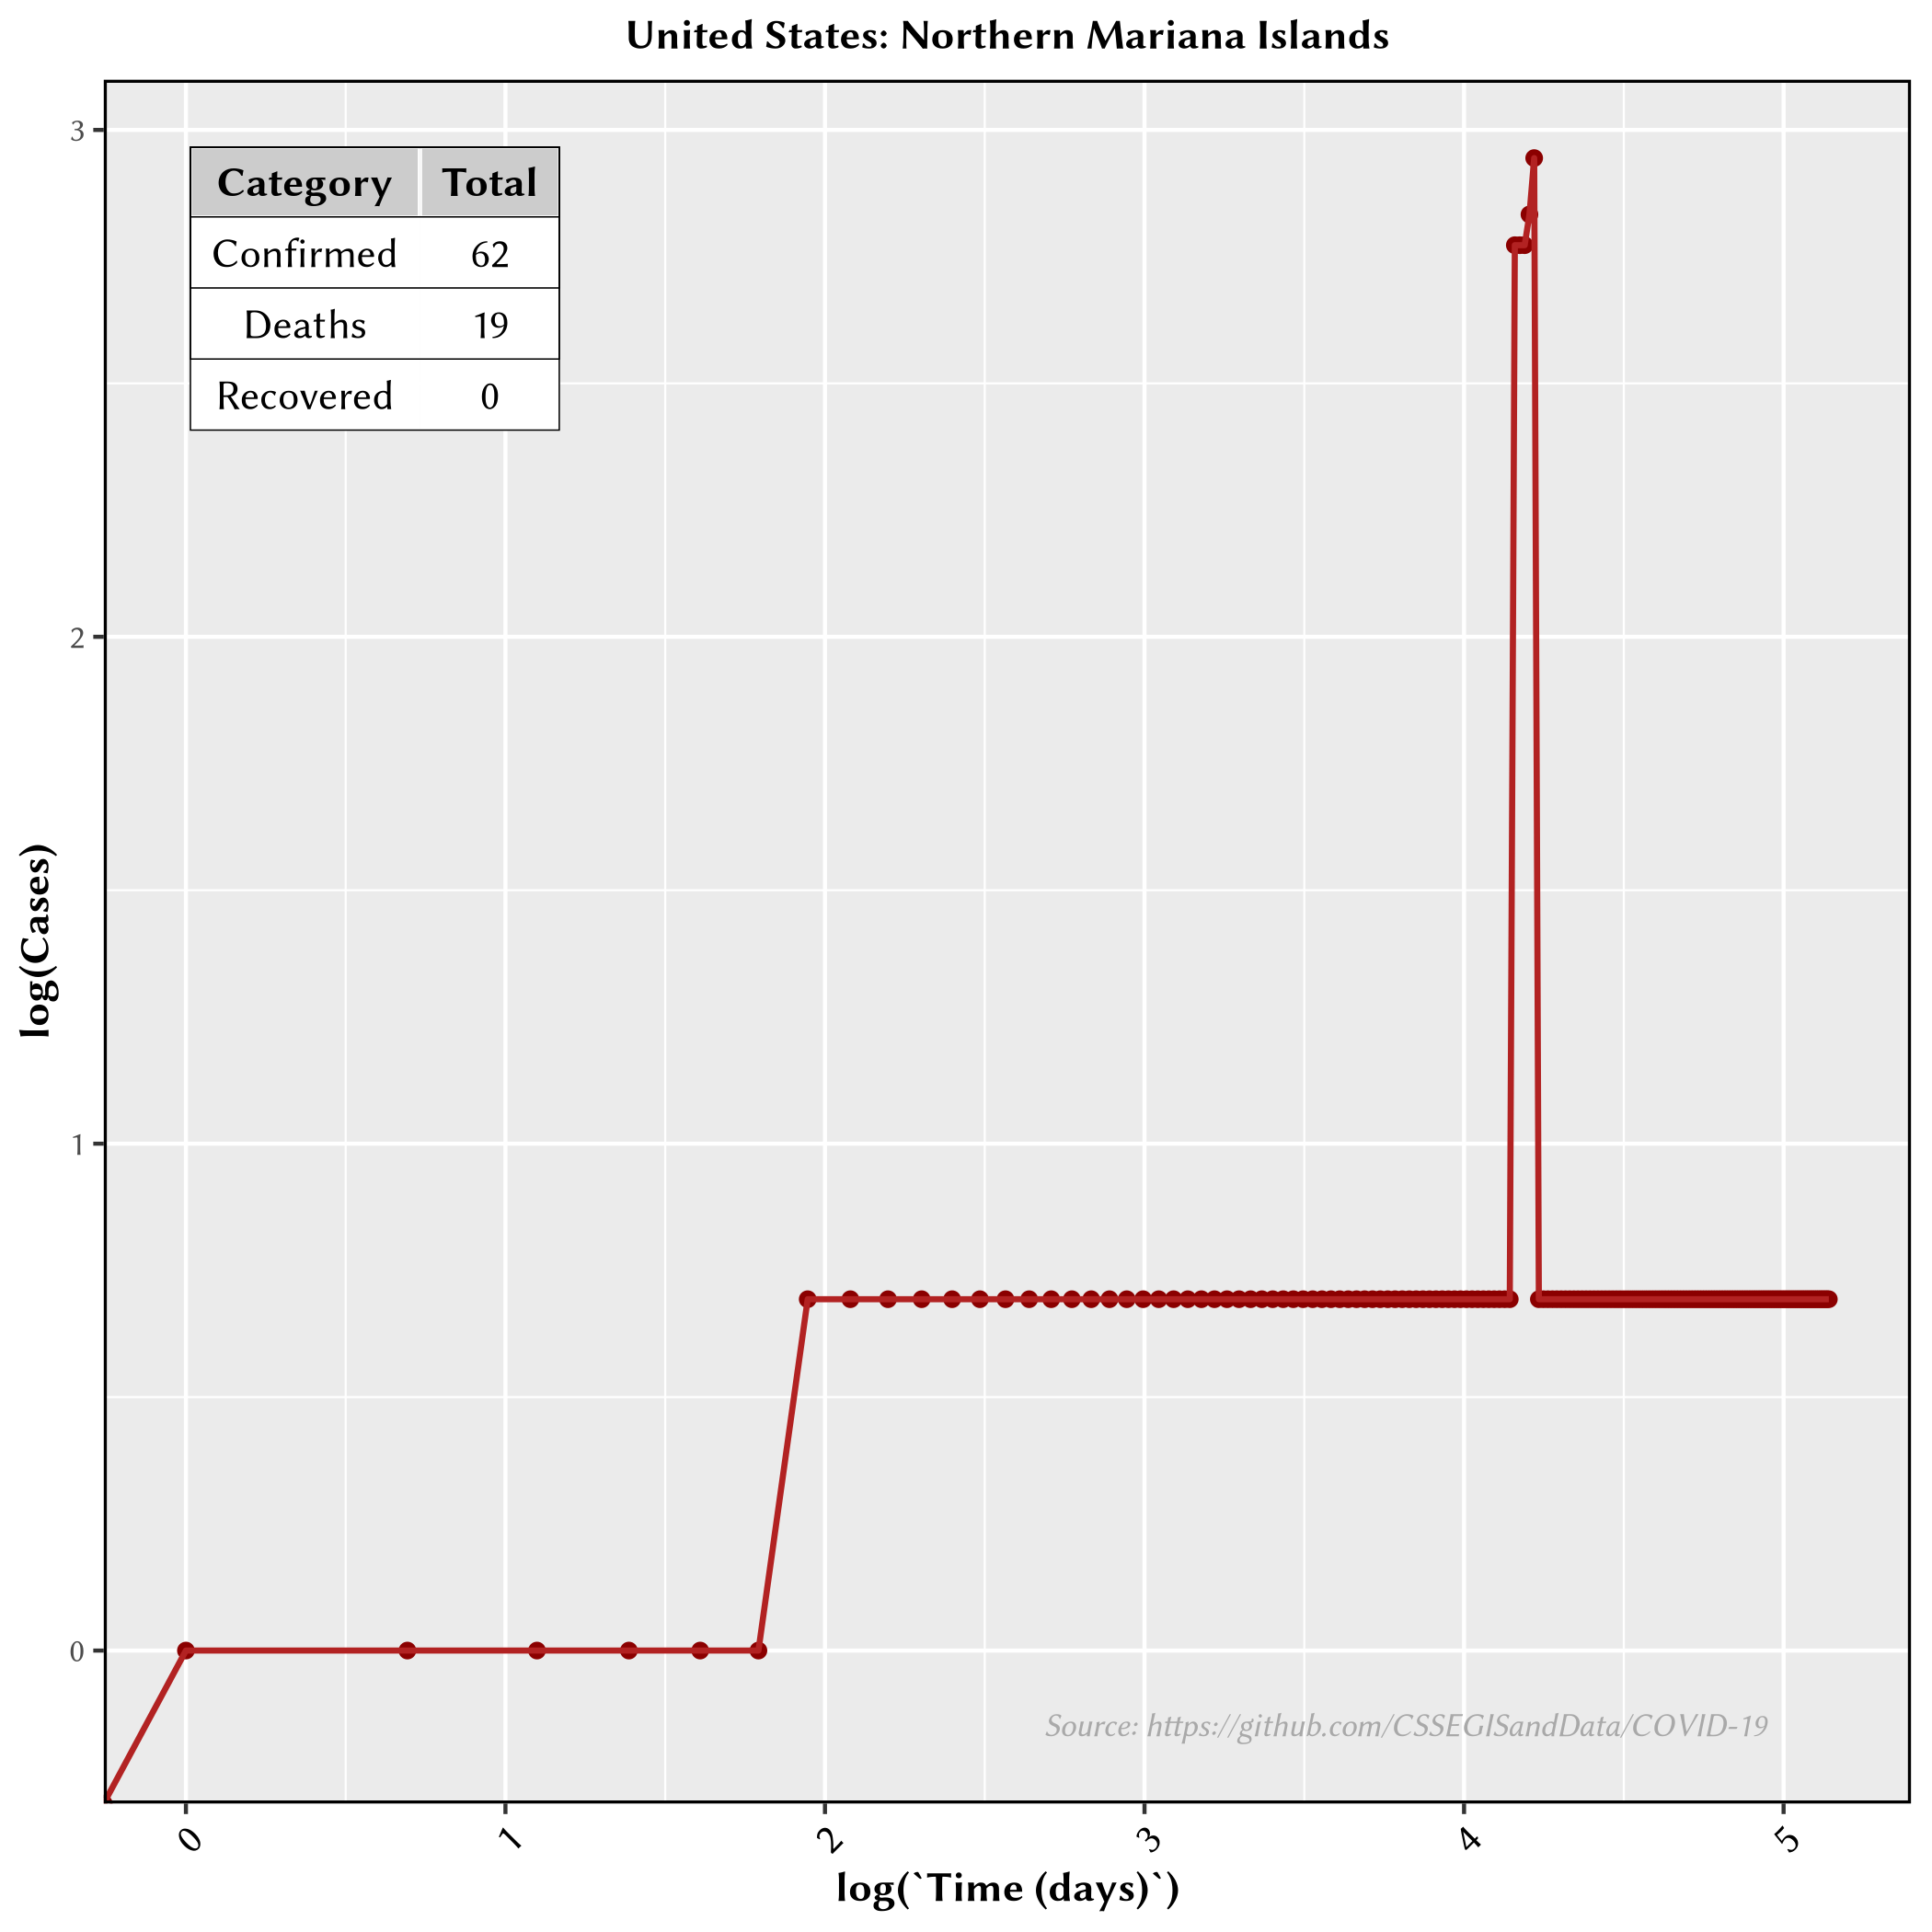 United States: Northern Mariana Islands
3
2
1
0
log(Cases)
Category Total
Confirmed 62
Deaths 19
Recovered 0
Source: https://github.com/CSSEGISandData/COVID-19
0 1 2 3 4 5
log(`Time (days)`)